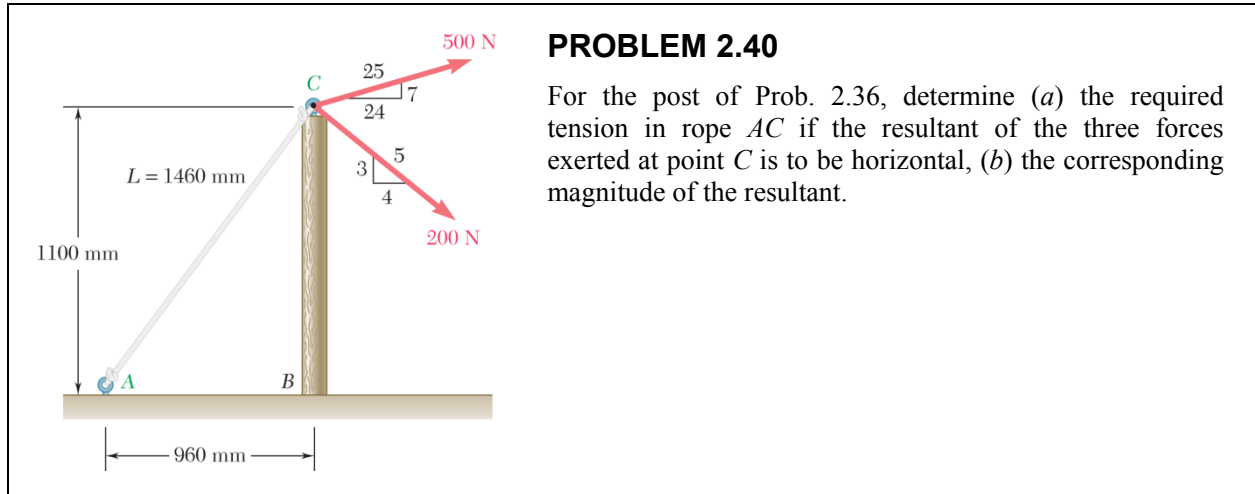 500 N
PROBLEM 2.40
25
C
7
24
For the post of Prob. 2.36, determine (a) the required
tension in rope AC if the resultant of the three forces
exerted at point C is to be horizontal, (b) the corresponding
magnitude of the resultant.
5
3
4
L = 1460 mm
200 N
1100 mm
A
B
960 mm